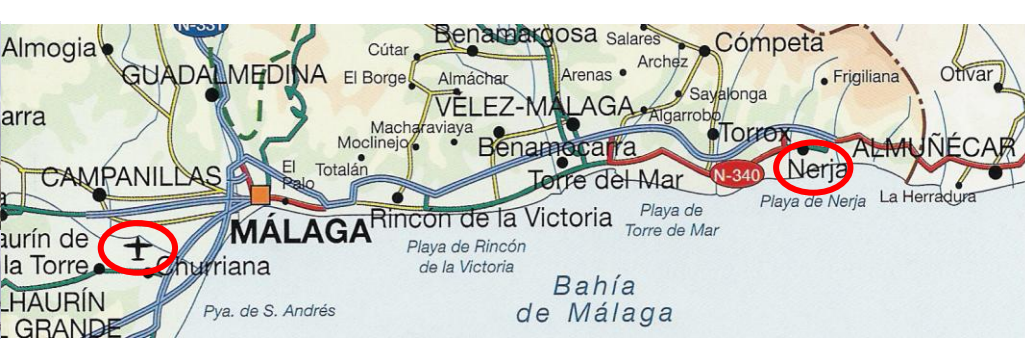 N-331
Benamargosa
Salares
Almogia
Cútar
Cómpeta
Archez
GUADALMEDINA
El Borge
Almáchar
Arenas
Frigiliana
Otívar
Sayalonga
VÉLEZ-MÁLAGA
Algarrobo
arra
Macharaviaya
Torrox
Moclinejo
Benamocarra
ALMUÑÉCAR
El
Palo
Totalán
N-340
Nerja
CAMPANILLAS
Torre del Mar
La Herradura
Playa de Nerja
MÁLAGA
Rincón de la Victoria
Playa de
Torre de Mar
aurín de
la Torre
Playa de Rincón
de la Victoria
Churriana
Bahía
de Málaga
LHAURÍN
GRANDE
Pya. de S. Andrés